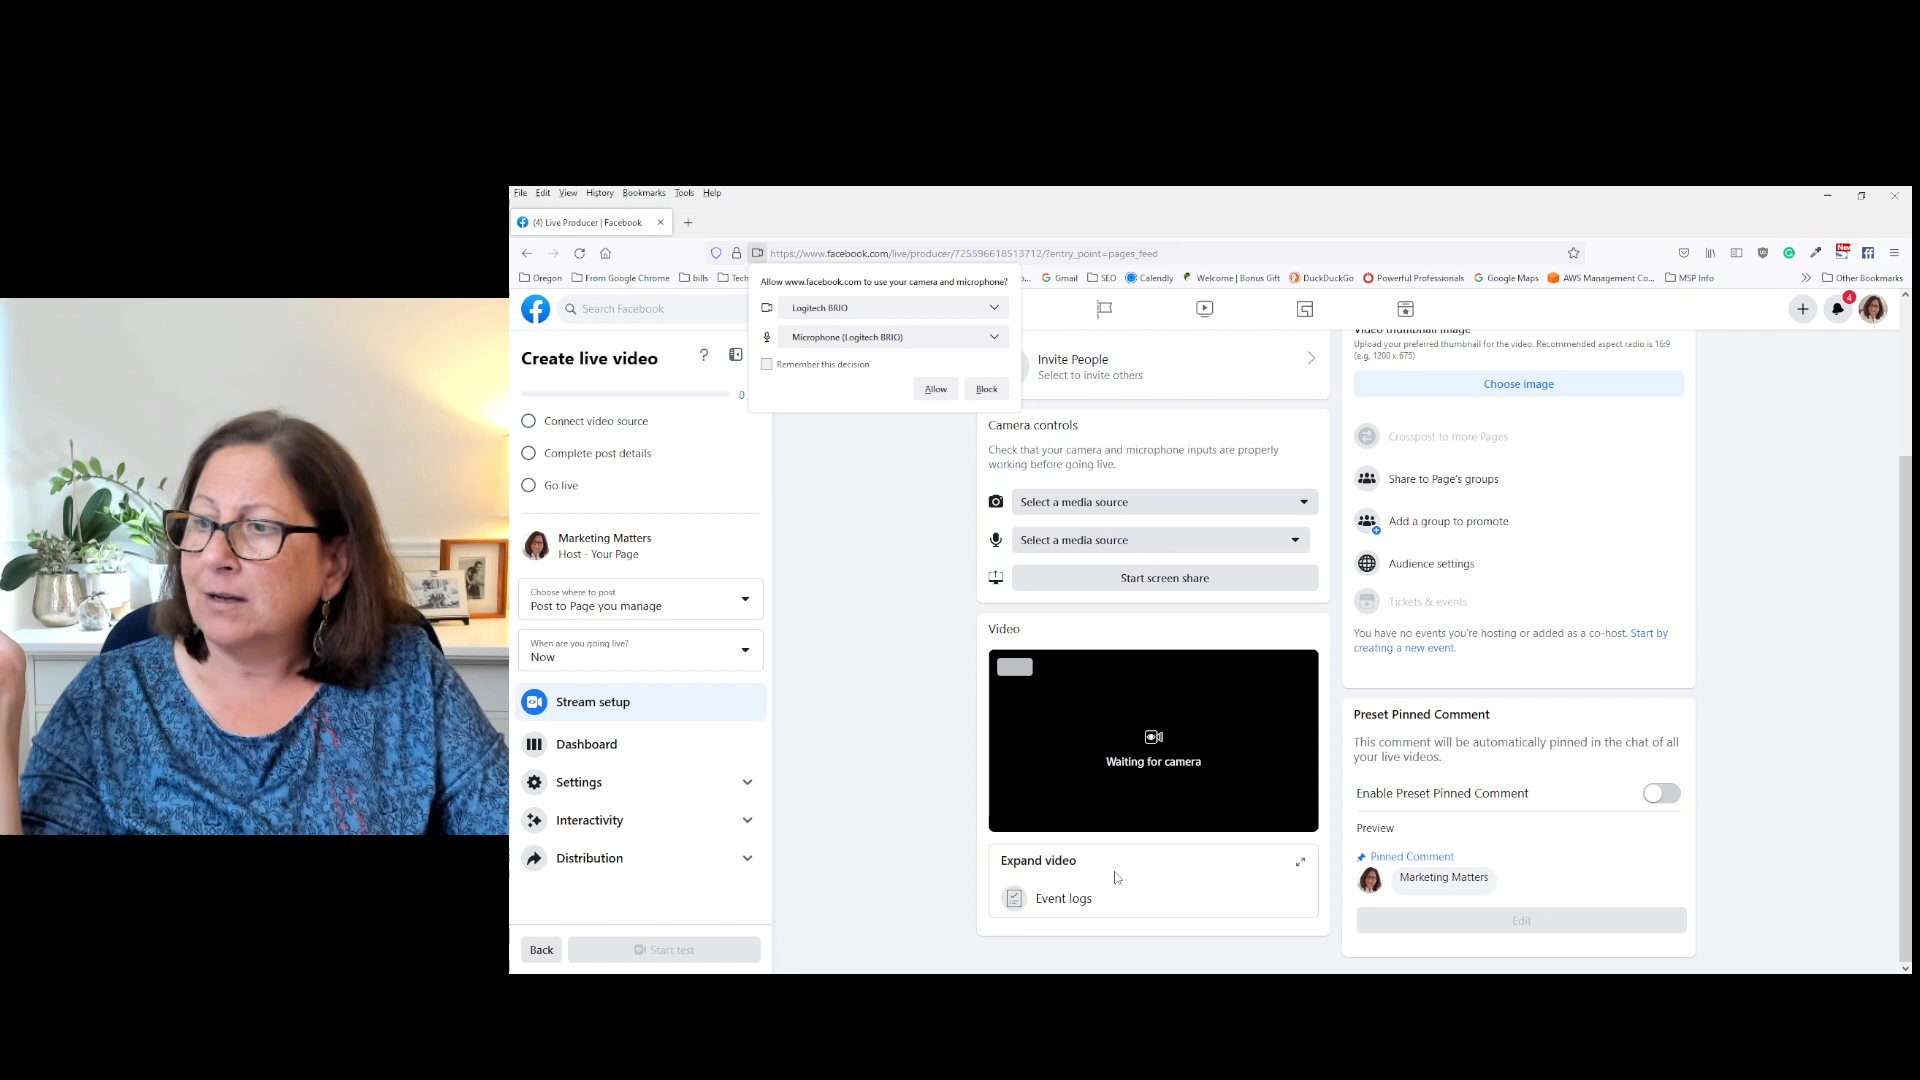 File Edit View History Bookmarks Tools Help
(4) Live Producer | Facebook
https://www.facebook.com/live/producer/725596618513712/?entry_point=pages_feed
Oregon From Google Chrome bills Tech
Gmail SEO Calendly Welcome | Bonus Gift DuckDuckGo Powerful Professionals Google Maps AWS Management Co... MSP Info Other Bookmarks
New
Allow www.facebook.com to use your camera and microphone?
Logitech BRIO
Microphone (Logitech BRIO)
Remember this decision
Allow Block
Search Facebook
4
Create live video
?
0
Connect video source
Complete post details
Go live
Marketing Matters
Host - Your Page
Choose where to post
Post to Page you manage
When are you going live?
Now
Stream setup
Dashboard
Settings
Interactivity
Distribution
Back Start test
Invite People
Select to invite others
Camera controls
Check that your camera and microphone inputs are properly
working before going live.
Select a media source
Select a media source
Start screen share
Video
Waiting for camera
Expand video
Event logs
Video thumbnail image
Upload your preferred thumbnail for the video. Recommended aspect radio is 16:9
(e.g, 1200 x 675)
Choose image
Crosspost to more Pages
Share to Page's groups
Add a group to promote
Audience settings
Tickets & events
You have no events you're hosting or added as a co-host. Start by
creating a new event.
Preset Pinned Comment
This comment will be automatically pinned in the chat of all
your live videos.
Enable Preset Pinned Comment
Preview
Pinned Comment
Marketing Matters
Edit